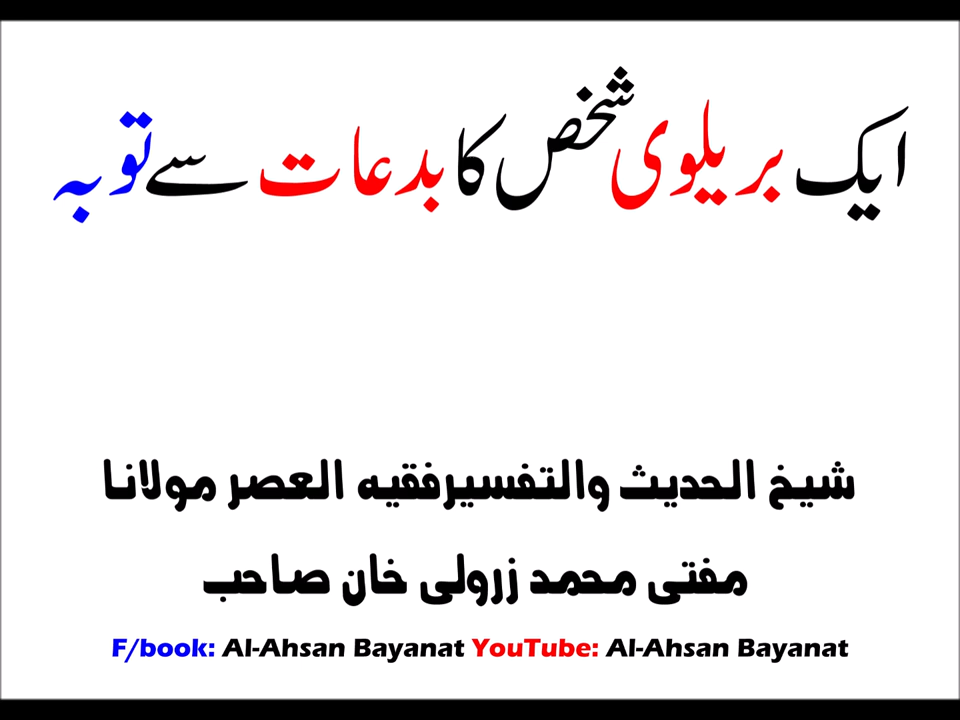 ایک بریلوی شخص کا بدعات سے توبہ
شیخ الحدیث والتفسیرفقیہ العصر مولانا
مفتی محمد زرولی خان صاحب
F/book: Al-Ahsan Bayanat YouTube: Al-Ahsan Bayanat